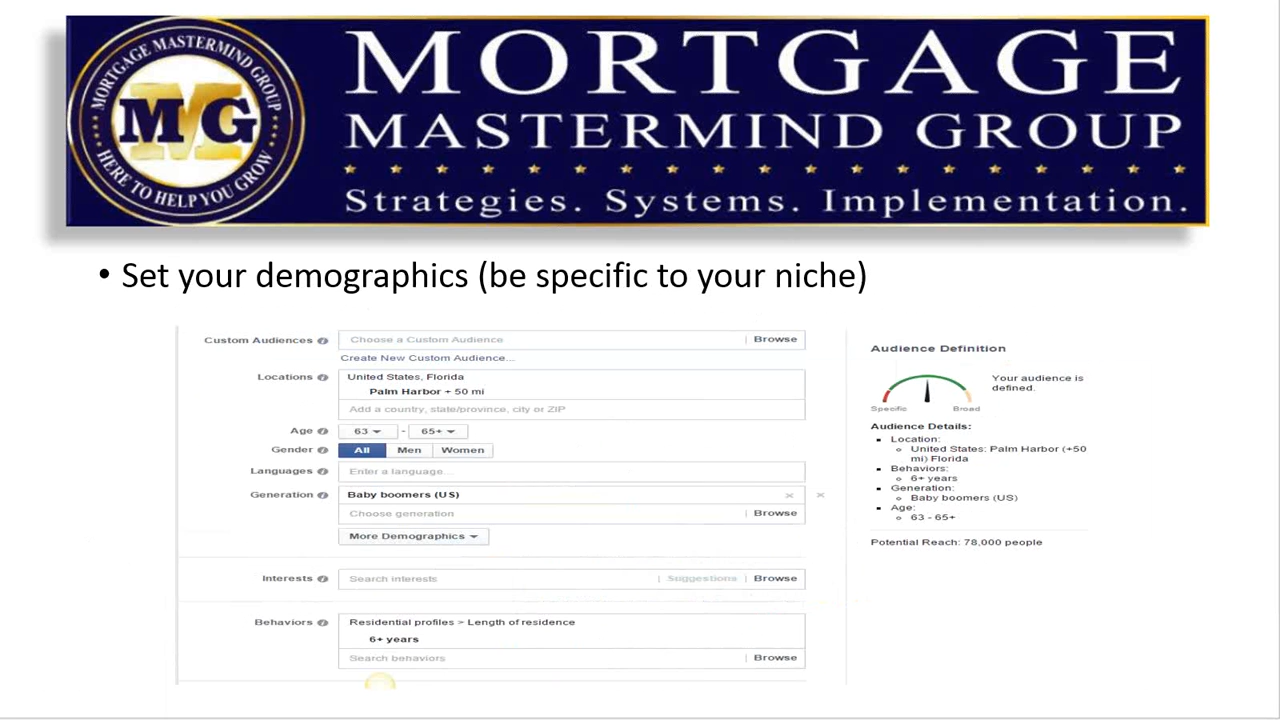 MORTGAGE MASTERMIND GROUP
MMG
HERE TO HELP YOU GROW
MORTGAGE
MASTERMIND GROUP
Strategies. Systems. Implementation.
• Set your demographics (be specific to your niche)
Custom Audiences
Choose a Custom Audience
Browse
Create New Custom Audience...
Locations
United States, Florida
Palm Harbor + 50 mi
Add a country, state/province, city or ZIP
Age
63 - 65+
Gender
All Men Women
Languages
Enter a language...
Generation
Baby boomers (US)
Choose generation
Browse
More Demographics
Interests
Search interests
Suggestions
Browse
Behaviors
Residential profiles > Length of residence
6+ years
Search behaviors
Browse
Audience Definition
Your audience is
defined.
Specific
Broad
Audience Details:
Location:
United States: Palm Harbor (+50
mi) Florida
Behaviors:
6+ years
Generation:
Baby boomers (US)
Age:
63 - 65+
Potential Reach: 78,000 people